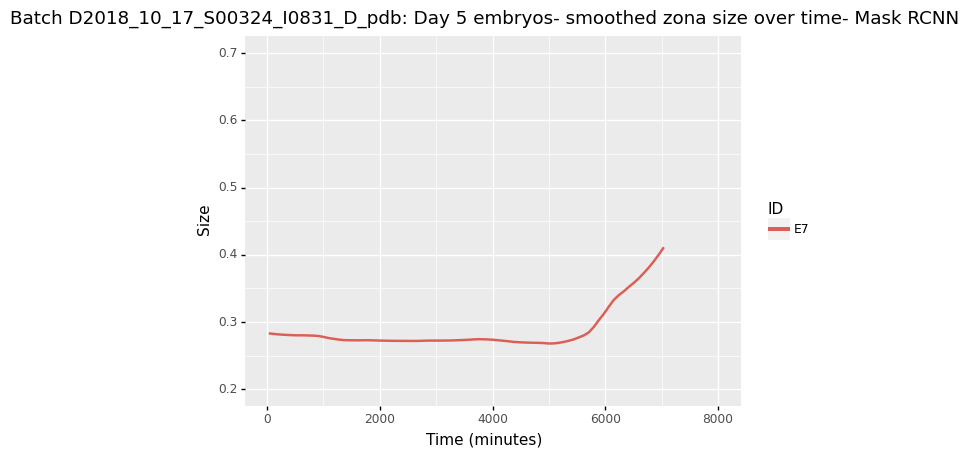 Batch D2018_10_17_S00324_I0831_D_pdb: Day 5 embryos- smoothed zona size over time- Mask RCNN
0.7
0.6
0.5
0.4
0.3
0.2
Size
0 2000 4000 6000 8000
Time (minutes)
ID
E7